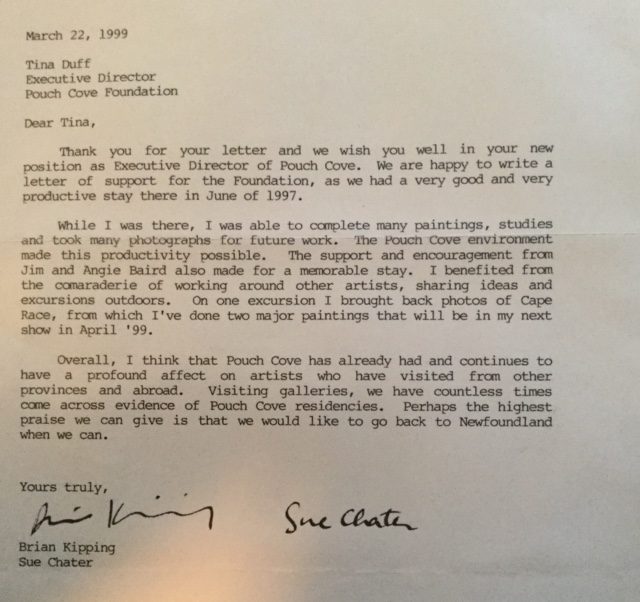 March 22, 1999
Tina Duff
Executive Director
Pouch Cove Foundation
Dear Tina,
Thank you for your letter and we wish you well in your new
position as Executive Director of Pouch Cove. We are happy to write a
letter of support for the Foundation, as we had a very good and very
productive stay there in June of 1997.
While I was there, I was able to complete many paintings, studies
and took many photographs for future work. The Pouch Cove environment
made this productivity possible. The support and encouragement from
Jim and Angie Baird also made for a memorable stay. I benefited from
the comaraderie of working around other artists, sharing ideas and
excursions outdoors. On one excursion I brought back photos of Cape
Race, from which I've done two major paintings that will be in my next
show in April '99.
Overall, I think that Pouch Cove has already had and continues to
have a profound affect on artists who have visited from other
provinces and abroad. Visiting galleries, we have countless times
come across evidence of Pouch Cove residencies. Perhaps the highest
praise we can give is that we would like to go back to Newfoundland
when we can.
Yours truly,
Brian Kipping Sue Chater
Brian Kipping
Sue Chater